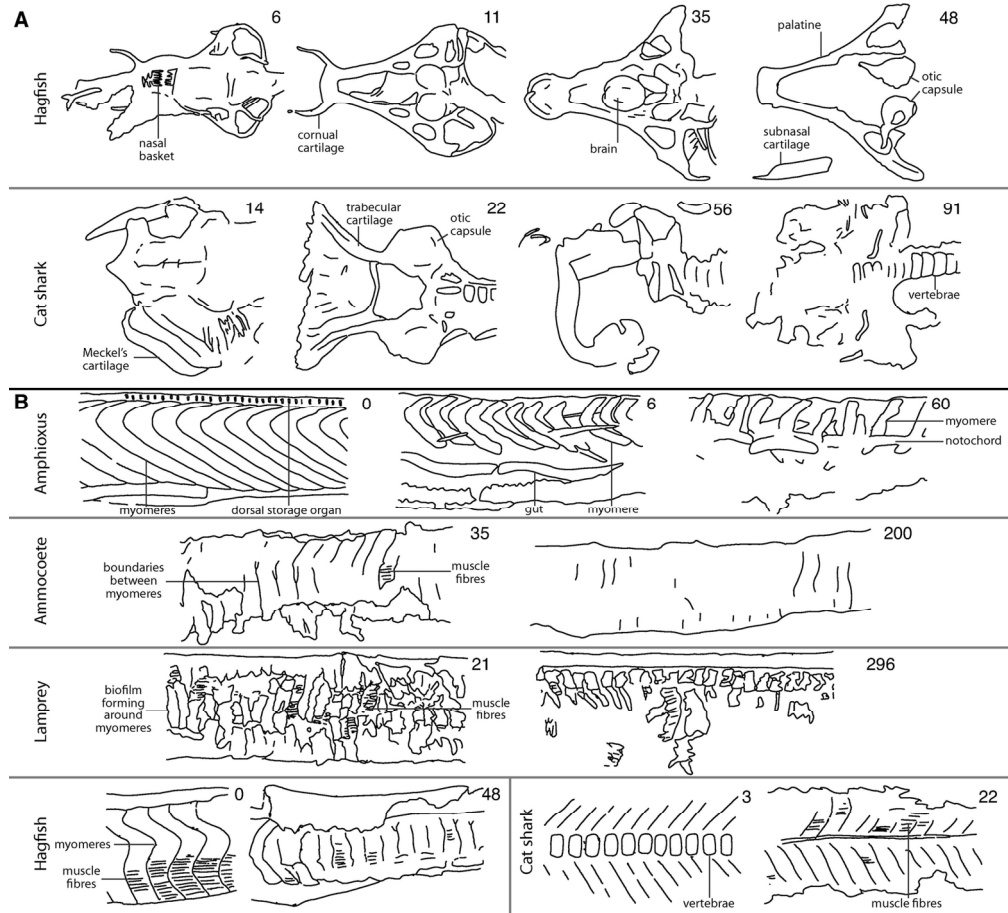 A
Hagfish
6
11
35
48
nasal
basket
cornual
cartilage
brain
palatine
otic
capsule
subnasal
cartilage
Cat shark
14
22
56
91
Meckel's
cartilage
trabecular
cartilage
otic
capsule
vertebrae
B
Amphioxus
0
6
60
myomeres
dorsal storage organ
gut
myomere
myomere
notochord
Ammocoete
35
200
boundaries
between
myomeres
muscle
fibres
Lamprey
21
296
biofilm
forming
around
myomeres
muscle
fibres
Hagfish
0
48
myomeres
muscle
fibres
Cat shark
3
22
vertebrae
muscle fibres